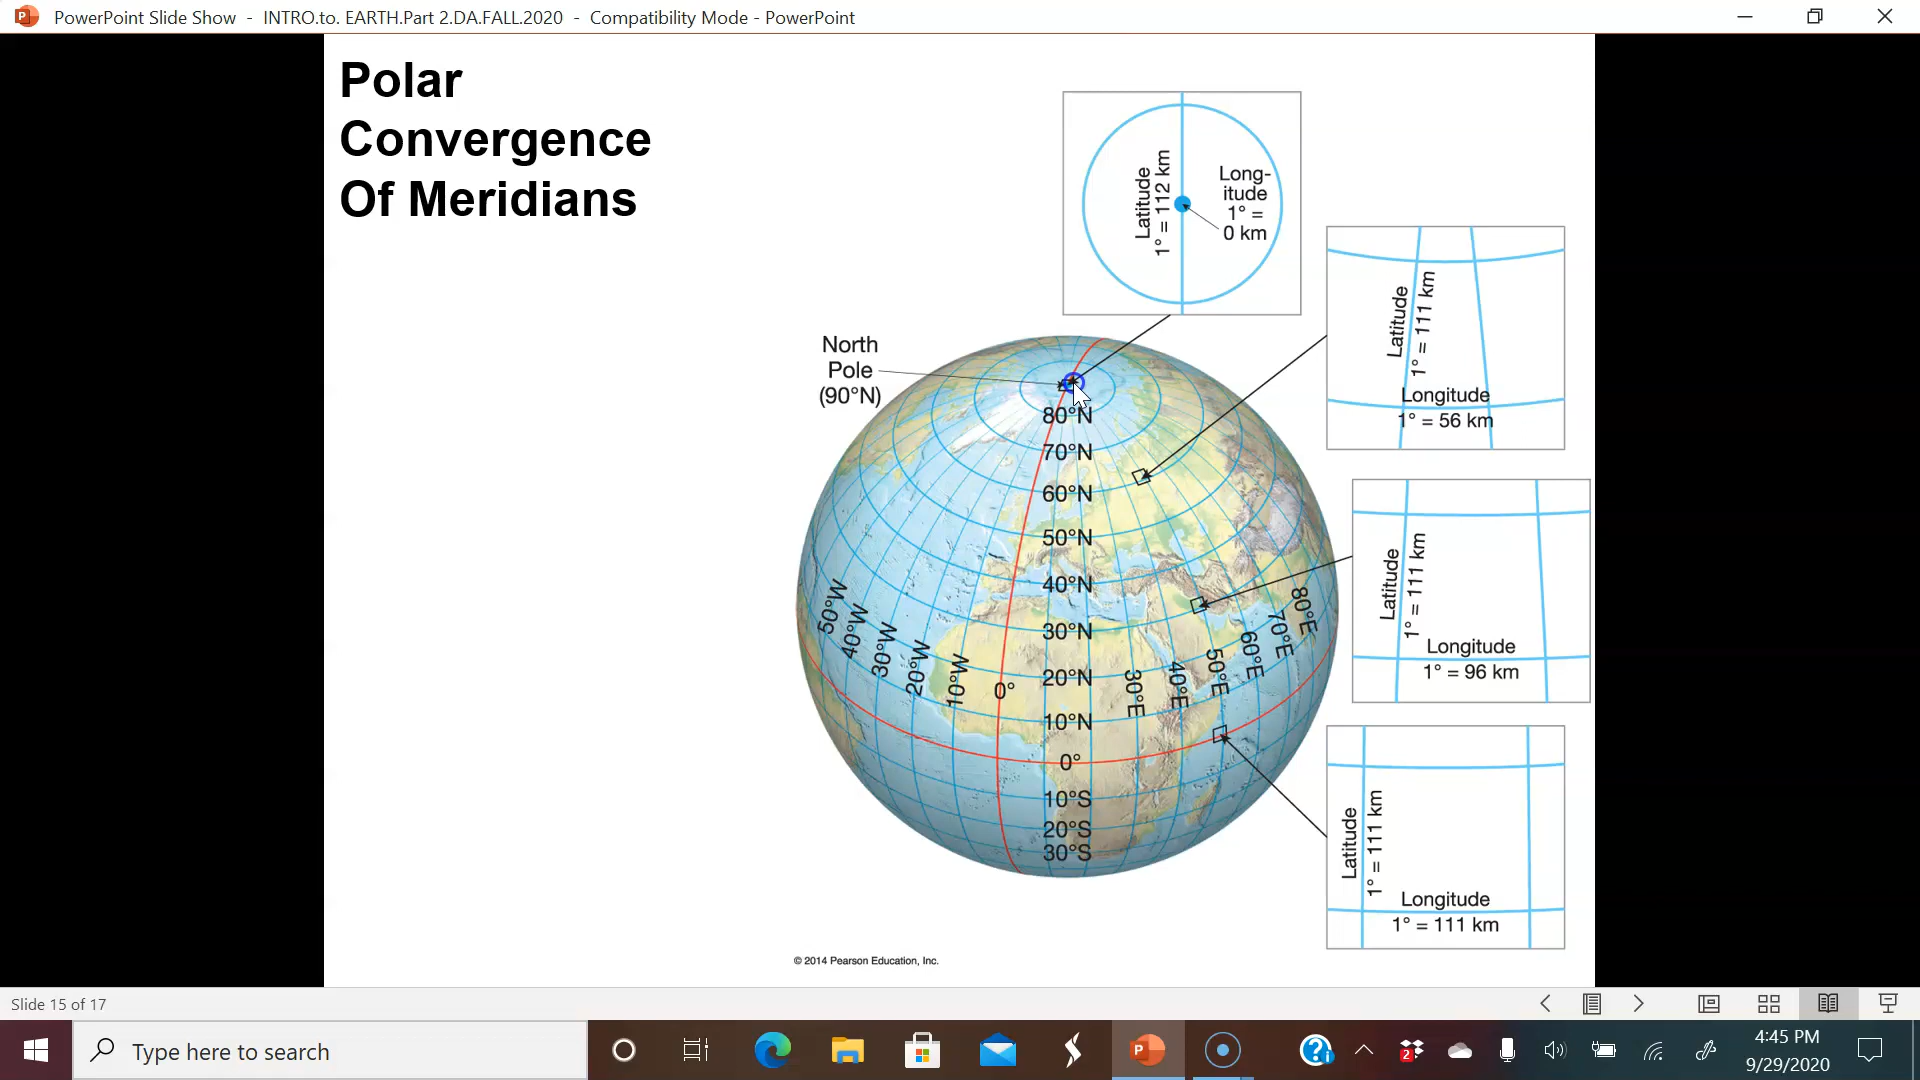 PowerPoint Slide Show - INTRO.to. EARTH.Part 2.DA.FALL.2020 - Compatibility Mode - PowerPoint
Polar
Convergence
Of Meridians
Latitude
1° = 112 km
Long-
itude
1° =
0 km
Latitude
1° = 111 km
Longitude
1° = 56 km
North
Pole
(90°N)
80°N
70°N
60°N
50°N
40°N
30°N
20°N
10°N
0°
10°S
20°S
30°S
50°W
40°W
30°W
20°W
10°W
0°
30°E
40°E
50°E
60°E
70°E
80°E
Latitude
1° = 111 km
Longitude
1° = 96 km
Latitude
1° = 111 km
Longitude
1° = 111 km
© 2014 Pearson Education, Inc.
Slide 15 of 17
Type here to search
P
2
4:45 PM
9/29/2020